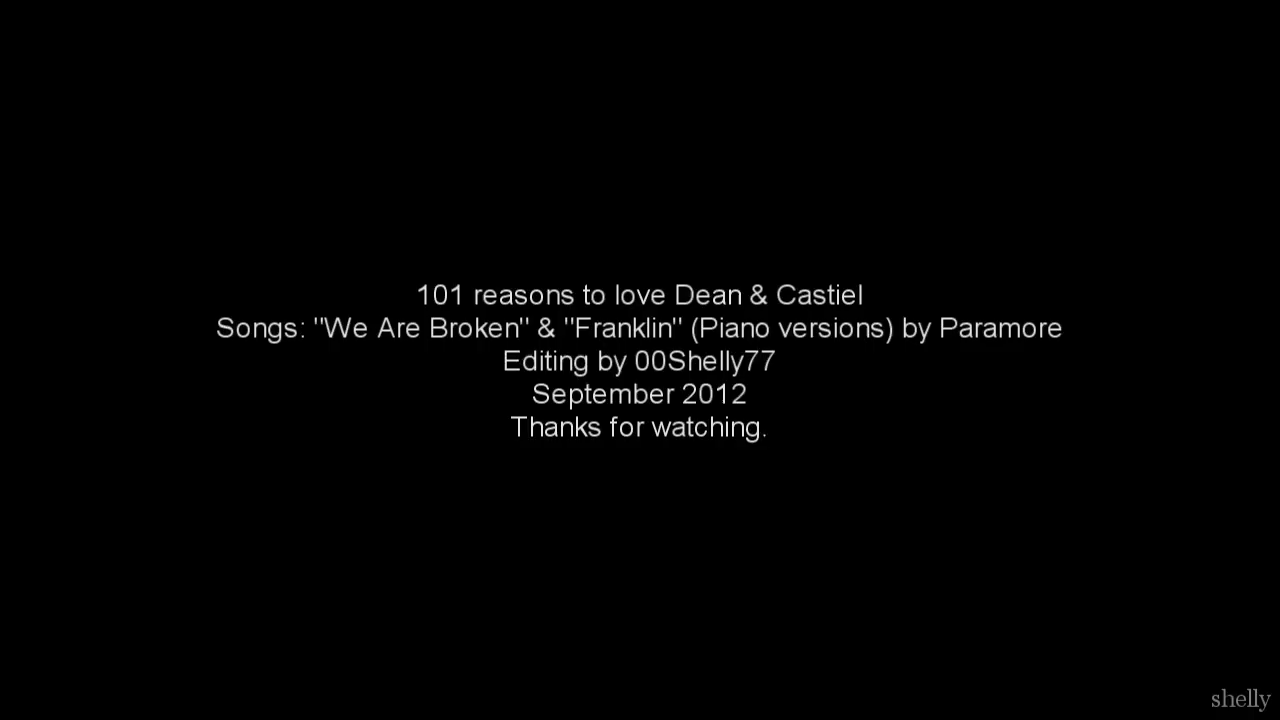 101 reasons to love Dean & Castiel
Songs: "We Are Broken" & "Franklin" (Piano versions) by Paramore
Editing by 00Shelly77
September 2012
Thanks for watching.
shelly